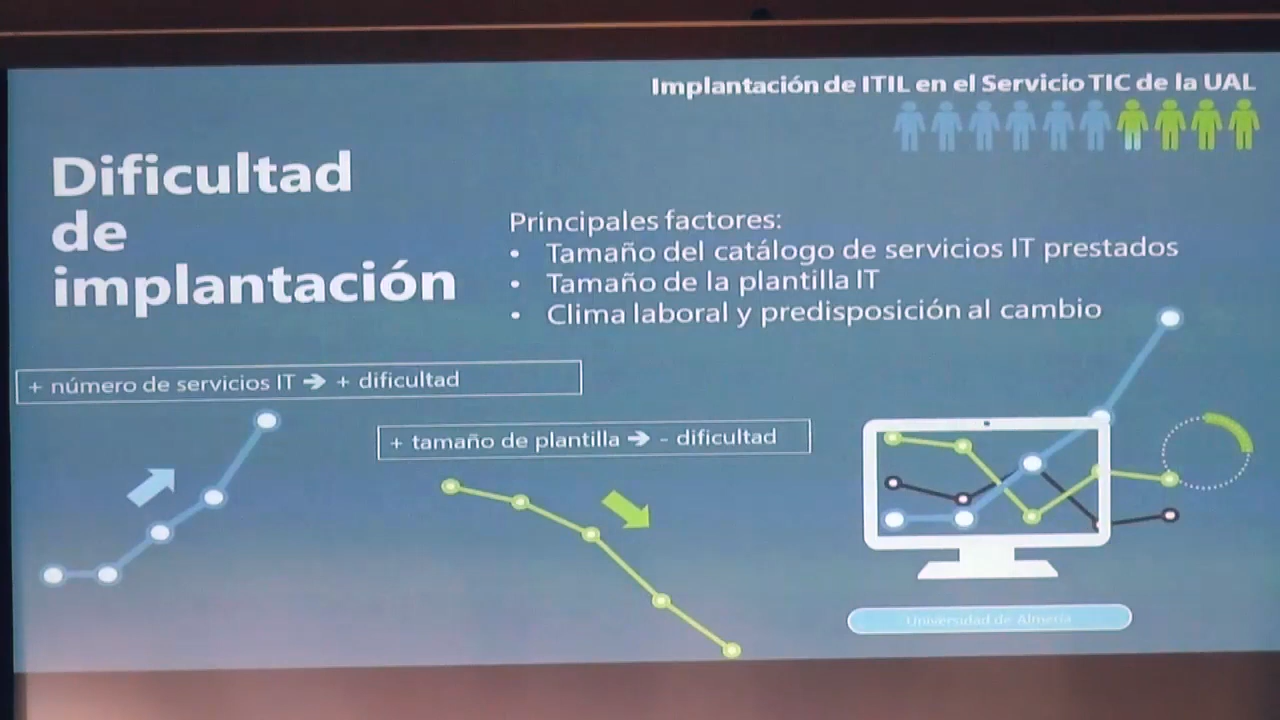 Implantación de ITIL en el Servicio TIC de la UAL
Dificultad
de
implantación
Principales factores:
• Tamaño del catálogo de servicios IT prestados
• Tamaño de la plantilla IT
• Clima laboral y predisposición al cambio
+ número de servicios IT ➔ + dificultad
+ tamaño de plantilla ➔ - dificultad
Universidad de Almería